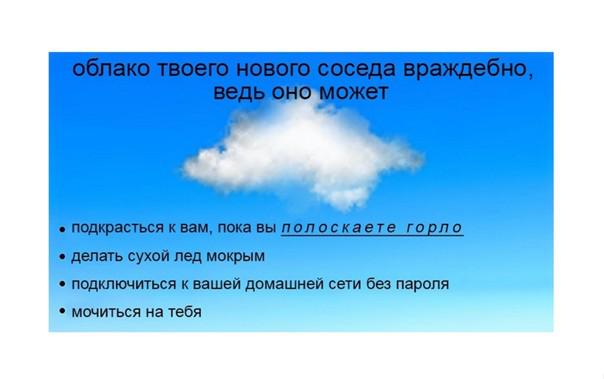 облако твоего нового соседа враждебно,
ведь оно может
• подкрасться к вам, пока вы полоскаете горло
• делать сухой лед мокрым
• подключиться к вашей домашней сети без пароля
• мочиться на тебя